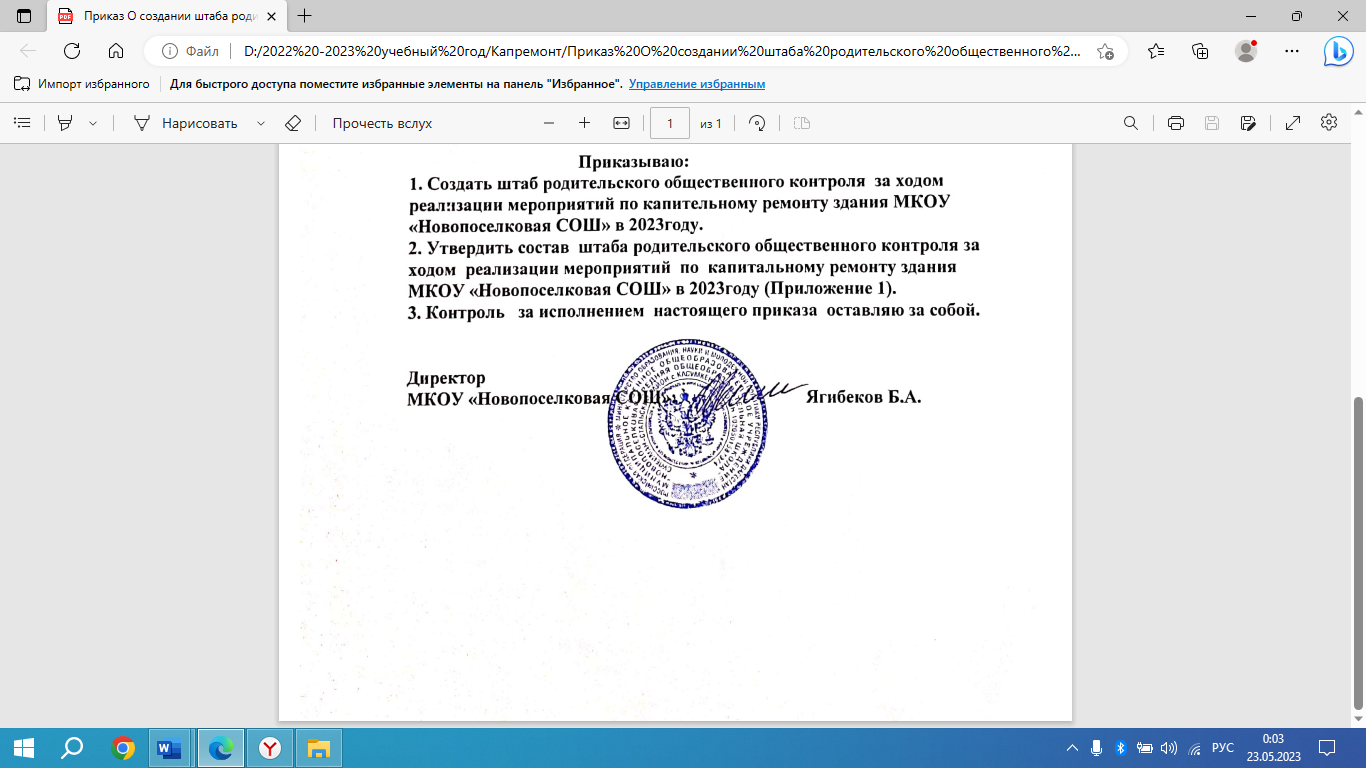 Приказ О создании штаба роди
Файл
D:/2022%20-2023%20учебный%20год/Капремонт/Приказ%20О%20создании%20штаба%20родительского%20общественного%2...
Импорт избранного
Для быстрого доступа поместите избранные элементы на панель "Избранное". Управление избранным
Нарисовать
Прочесть вслух
1 из 1
Приказываю:
1. Создать штаб родительского общественного контроля за ходом
реализации мероприятий по капительному ремонту здания МКОУ
«Новопоселковая СОШ» в 2023году.
2. Утвердить состав штаба родительского общественного контроля за
ходом реализации мероприятий по капитальному ремонту здания
МКОУ «Новопоселковая СОШ» в 2023году (Приложение 1).
3. Контроль за исполнением настоящего приказа оставляю за собой.
Директор
МКОУ «Новопоселковая СОШ» Ягибеков Б.А.
РУС
0:03
23.05.2023